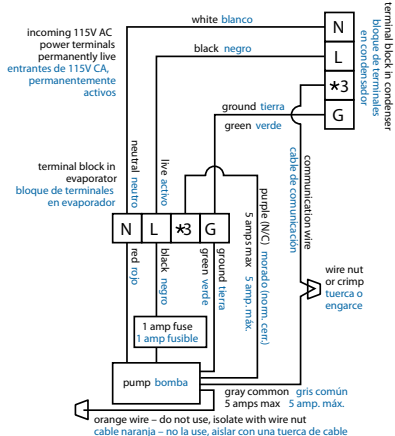 white blanco
incoming 115V AC
power terminals
permanently live
entrantes de 115V CA,
permanentemente
activos
black negro
N
L
*3
G
terminal block in condenser
bloque de terminales
en condensador
ground tierra
green verde
communication wire
cable de comunicación
terminal block in
evaporator
bloque de terminales
en evaporador
neutral neutro
live activo
purple (N/C) morado (norm. cerr.)
5 amps max 5 amp. máx.
N L *3 G
red rojo
black negro
green verde
ground tierra
wire nut
or crimp
tuerca o
engarce
1 amp fuse
1 amp fusible
pump bomba
gray common gris común
5 amps max 5 amp. máx.
orange wire – do not use, isolate with wire nut
cable naranja – no la use, aislar con una tuerca de cable